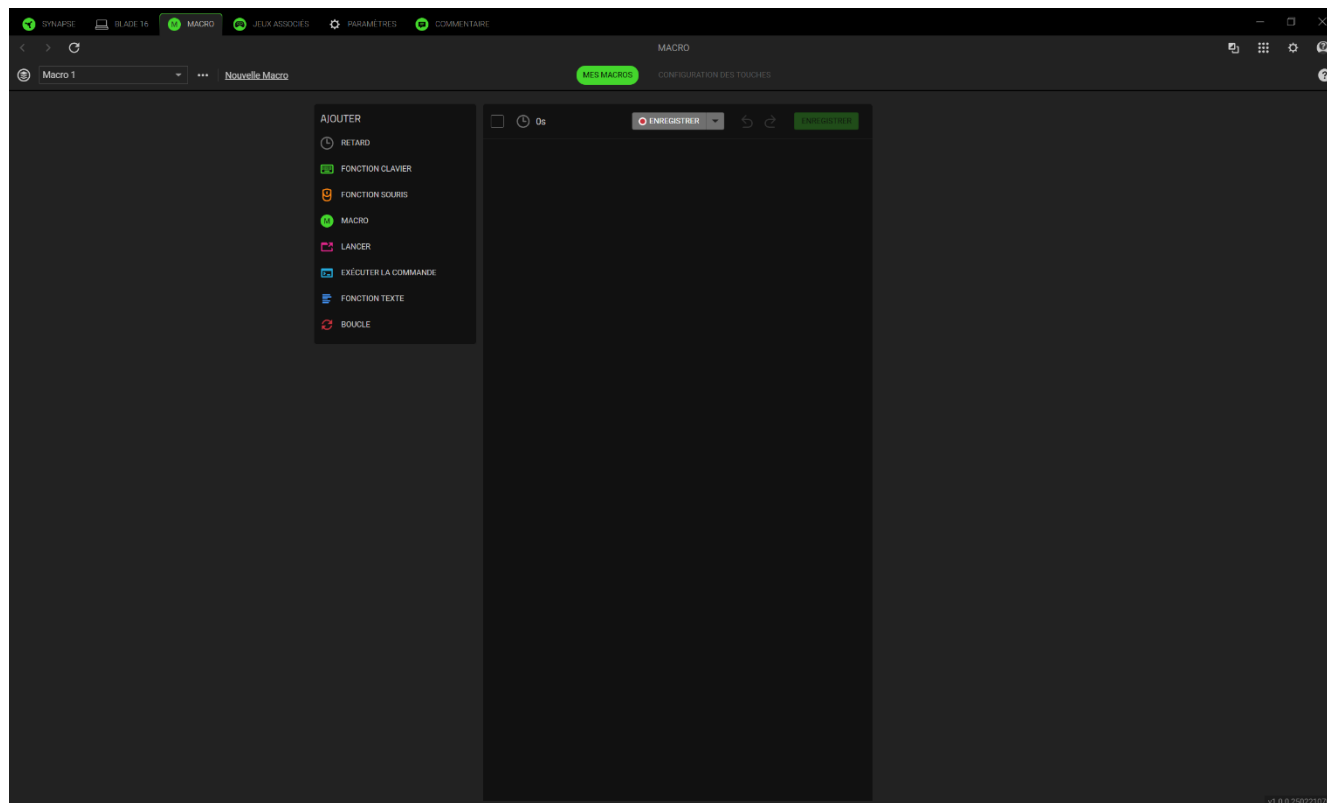 SYNAPSE BLADE 16 MACRO JEUX ASSOCIÉS PARAMÈTRES COMMENTAIRE
MACRO
Macro 1 Nouvelle Macro MES MACROS CONFIGURATION DES TOUCHES
AJOUTER
0s ENREGISTRER ENREGISTRER
RETARD
FONCTION CLAVIER
FONCTION SOURIS
MACRO
LANCER
EXÉCUTER LA COMMANDE
FONCTION TEXTE
BOUCLE